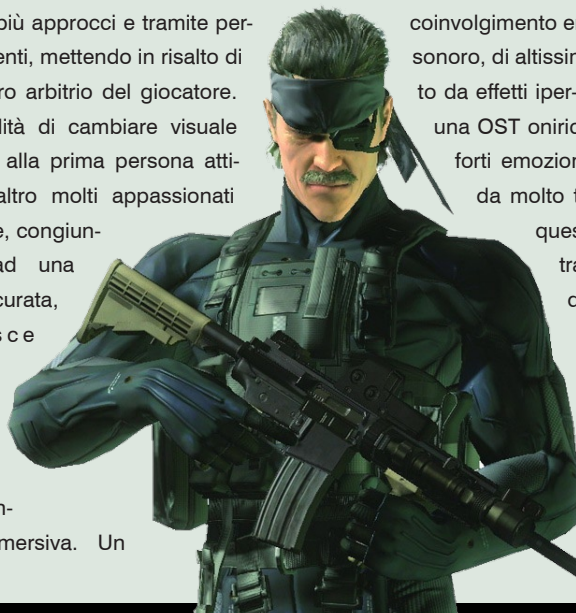 più approcci e tramite per-
enti, mettendo in risalto di
ro arbitrio del giocatore.
lità di cambiare visuale
alla prima persona atti-
altro molti appassionati
e, congiun-
ad una
curata,
sce
n-
mersiva. Un
coinvolgimento e
sonoro, di altissi
to da effetti iper-
una OST oniric
forti emozion
da molto t
ques
tra